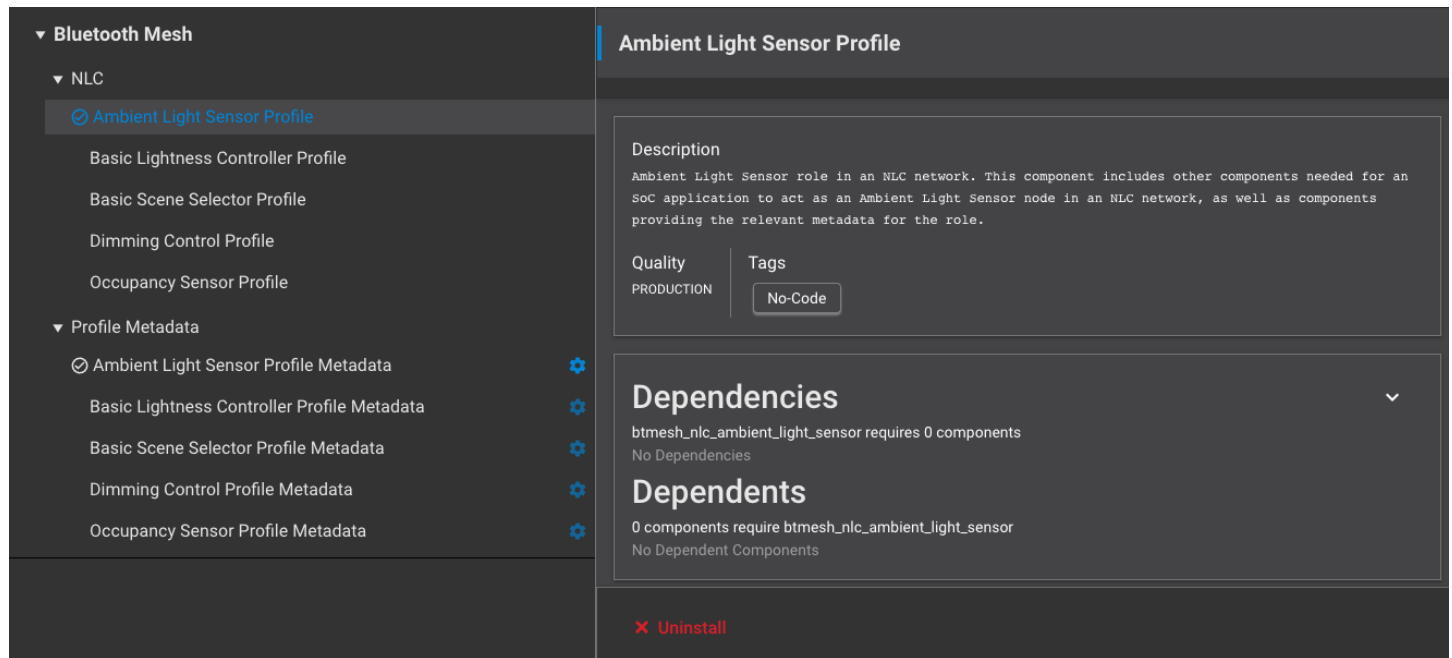 Bluetooth Mesh
NLC
Ambient Light Sensor Profile
Basic Lightness Controller Profile
Basic Scene Selector Profile
Dimming Control Profile
Occupancy Sensor Profile
Profile Metadata
Ambient Light Sensor Profile Metadata
Basic Lightness Controller Profile Metadata
Basic Scene Selector Profile Metadata
Dimming Control Profile Metadata
Occupancy Sensor Profile Metadata
Ambient Light Sensor Profile
Description
Ambient Light Sensor role in an NLC network. This component includes other components needed for an
SoC application to act as an Ambient Light Sensor node in an NLC network, as well as components
providing the relevant metadata for the role.
Quality
PRODUCTION
Tags
No-Code
Dependencies
btmesh_nlc_ambient_light_sensor requires 0 components
No Dependencies
Dependents
0 components require btmesh_nlc_ambient_light_sensor
No Dependent Components
Uninstall